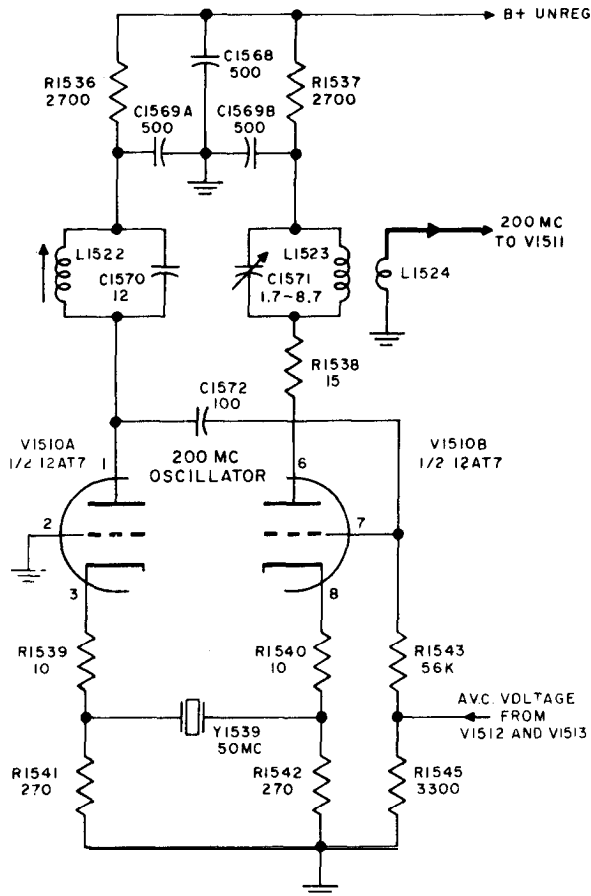 B+ UNREG
C1568
500
R1536
2700
R1537
2700
C1569A
500
C1569B
500
L1522
C1570
12
L1523
C1571
1.7~8.7
200 MC
TO V1511
L1524
R1538
15
C1572
100
V1510A
1/2 12AT7
200 MC
OSCILLATOR
V1510B
1/2 12AT7
1
6
2
7
3
8
R1539
10
R1540
10
R1543
56K
Y1539
50MC
A.V.C. VOLTAGE
FROM
V1512 AND V1513
R1541
270
R1542
270
R1545
3300